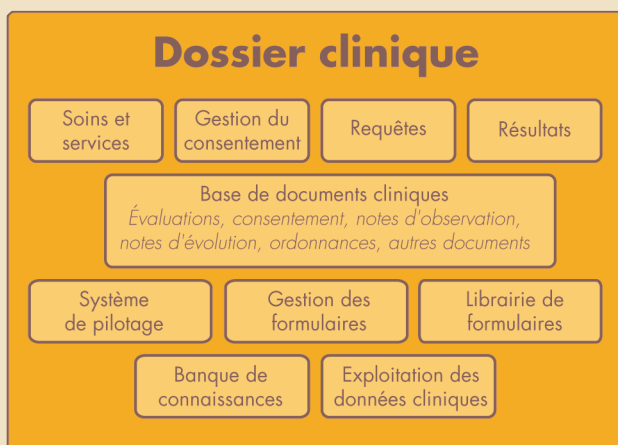 Dossier clinique
Soins et
services
Gestion du
consentement
Requêtes
Résultats
Base de documents cliniques
Évaluations, consentement, notes d'observation,
notes d'évolution, ordonnances, autres documents
Système
de pilotage
Gestion des
formulaires
Librairie de
formulaires
Banque de
connaissances
Exploitation des
données cliniques